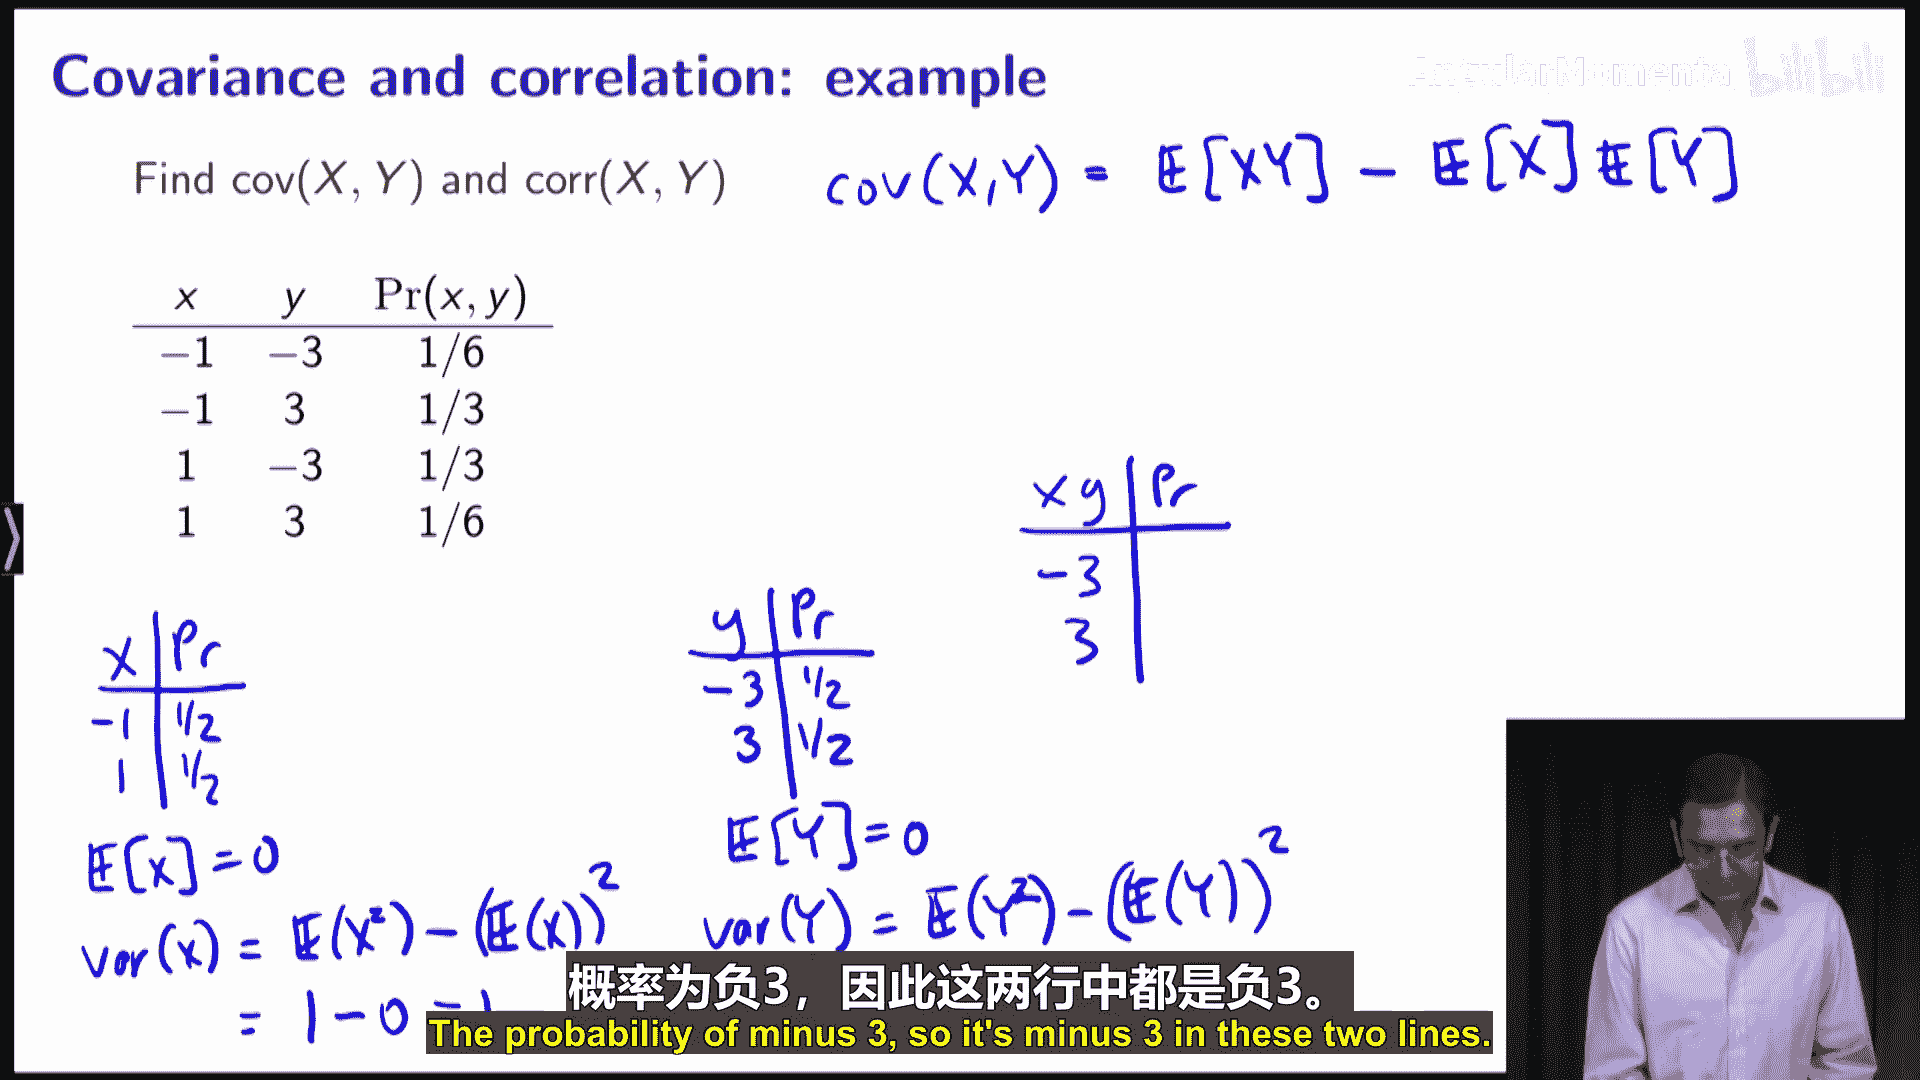 Covariance and correlation: example
AngularMomenta bilibili
Find cov(X, Y) and corr(X, Y)
cov(X,Y) = E[XY] - E[X] E[Y]
x y Pr(x, y)
−1 −3 1/6
−1 3 1/3
1 −3 1/3
1 3 1/6
xy Pr
-3
3
x Pr
-1 1/2
1 1/2
E[x] = 0
var(x) = E(X²) - (E(x))²
= 1 - 0 = 1
y Pr
-3 1/2
3 1/2
E[Y] = 0
var(Y) = E(Y²) - (E(Y))²
概率为负3，因此这两行中都是负3。
The probability of minus 3, so it's minus 3 in these two lines.